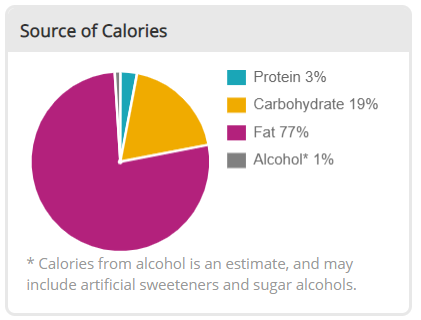 Source of Calories
Protein 3%
Carbohydrate 19%
Fat 77%
Alcohol* 1%
* Calories from alcohol is an estimate, and may
include artificial sweeteners and sugar alcohols.